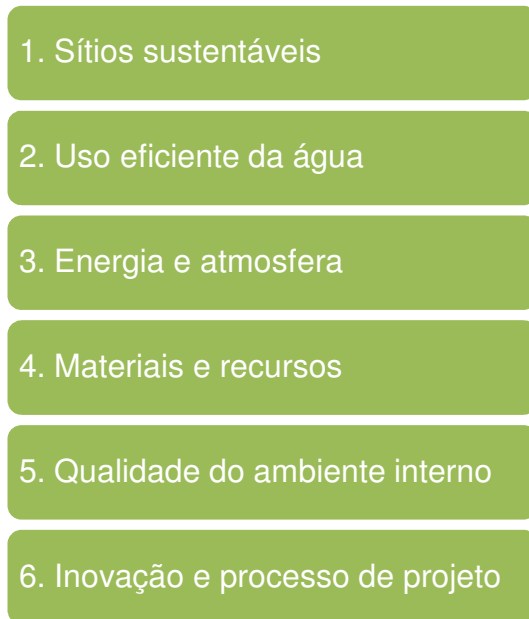 1. Sítios sustentáveis
2. Uso eficiente da água
3. Energia e atmosfera
4. Materiais e recursos
5. Qualidade do ambiente interno
6. Inovação e processo de projeto